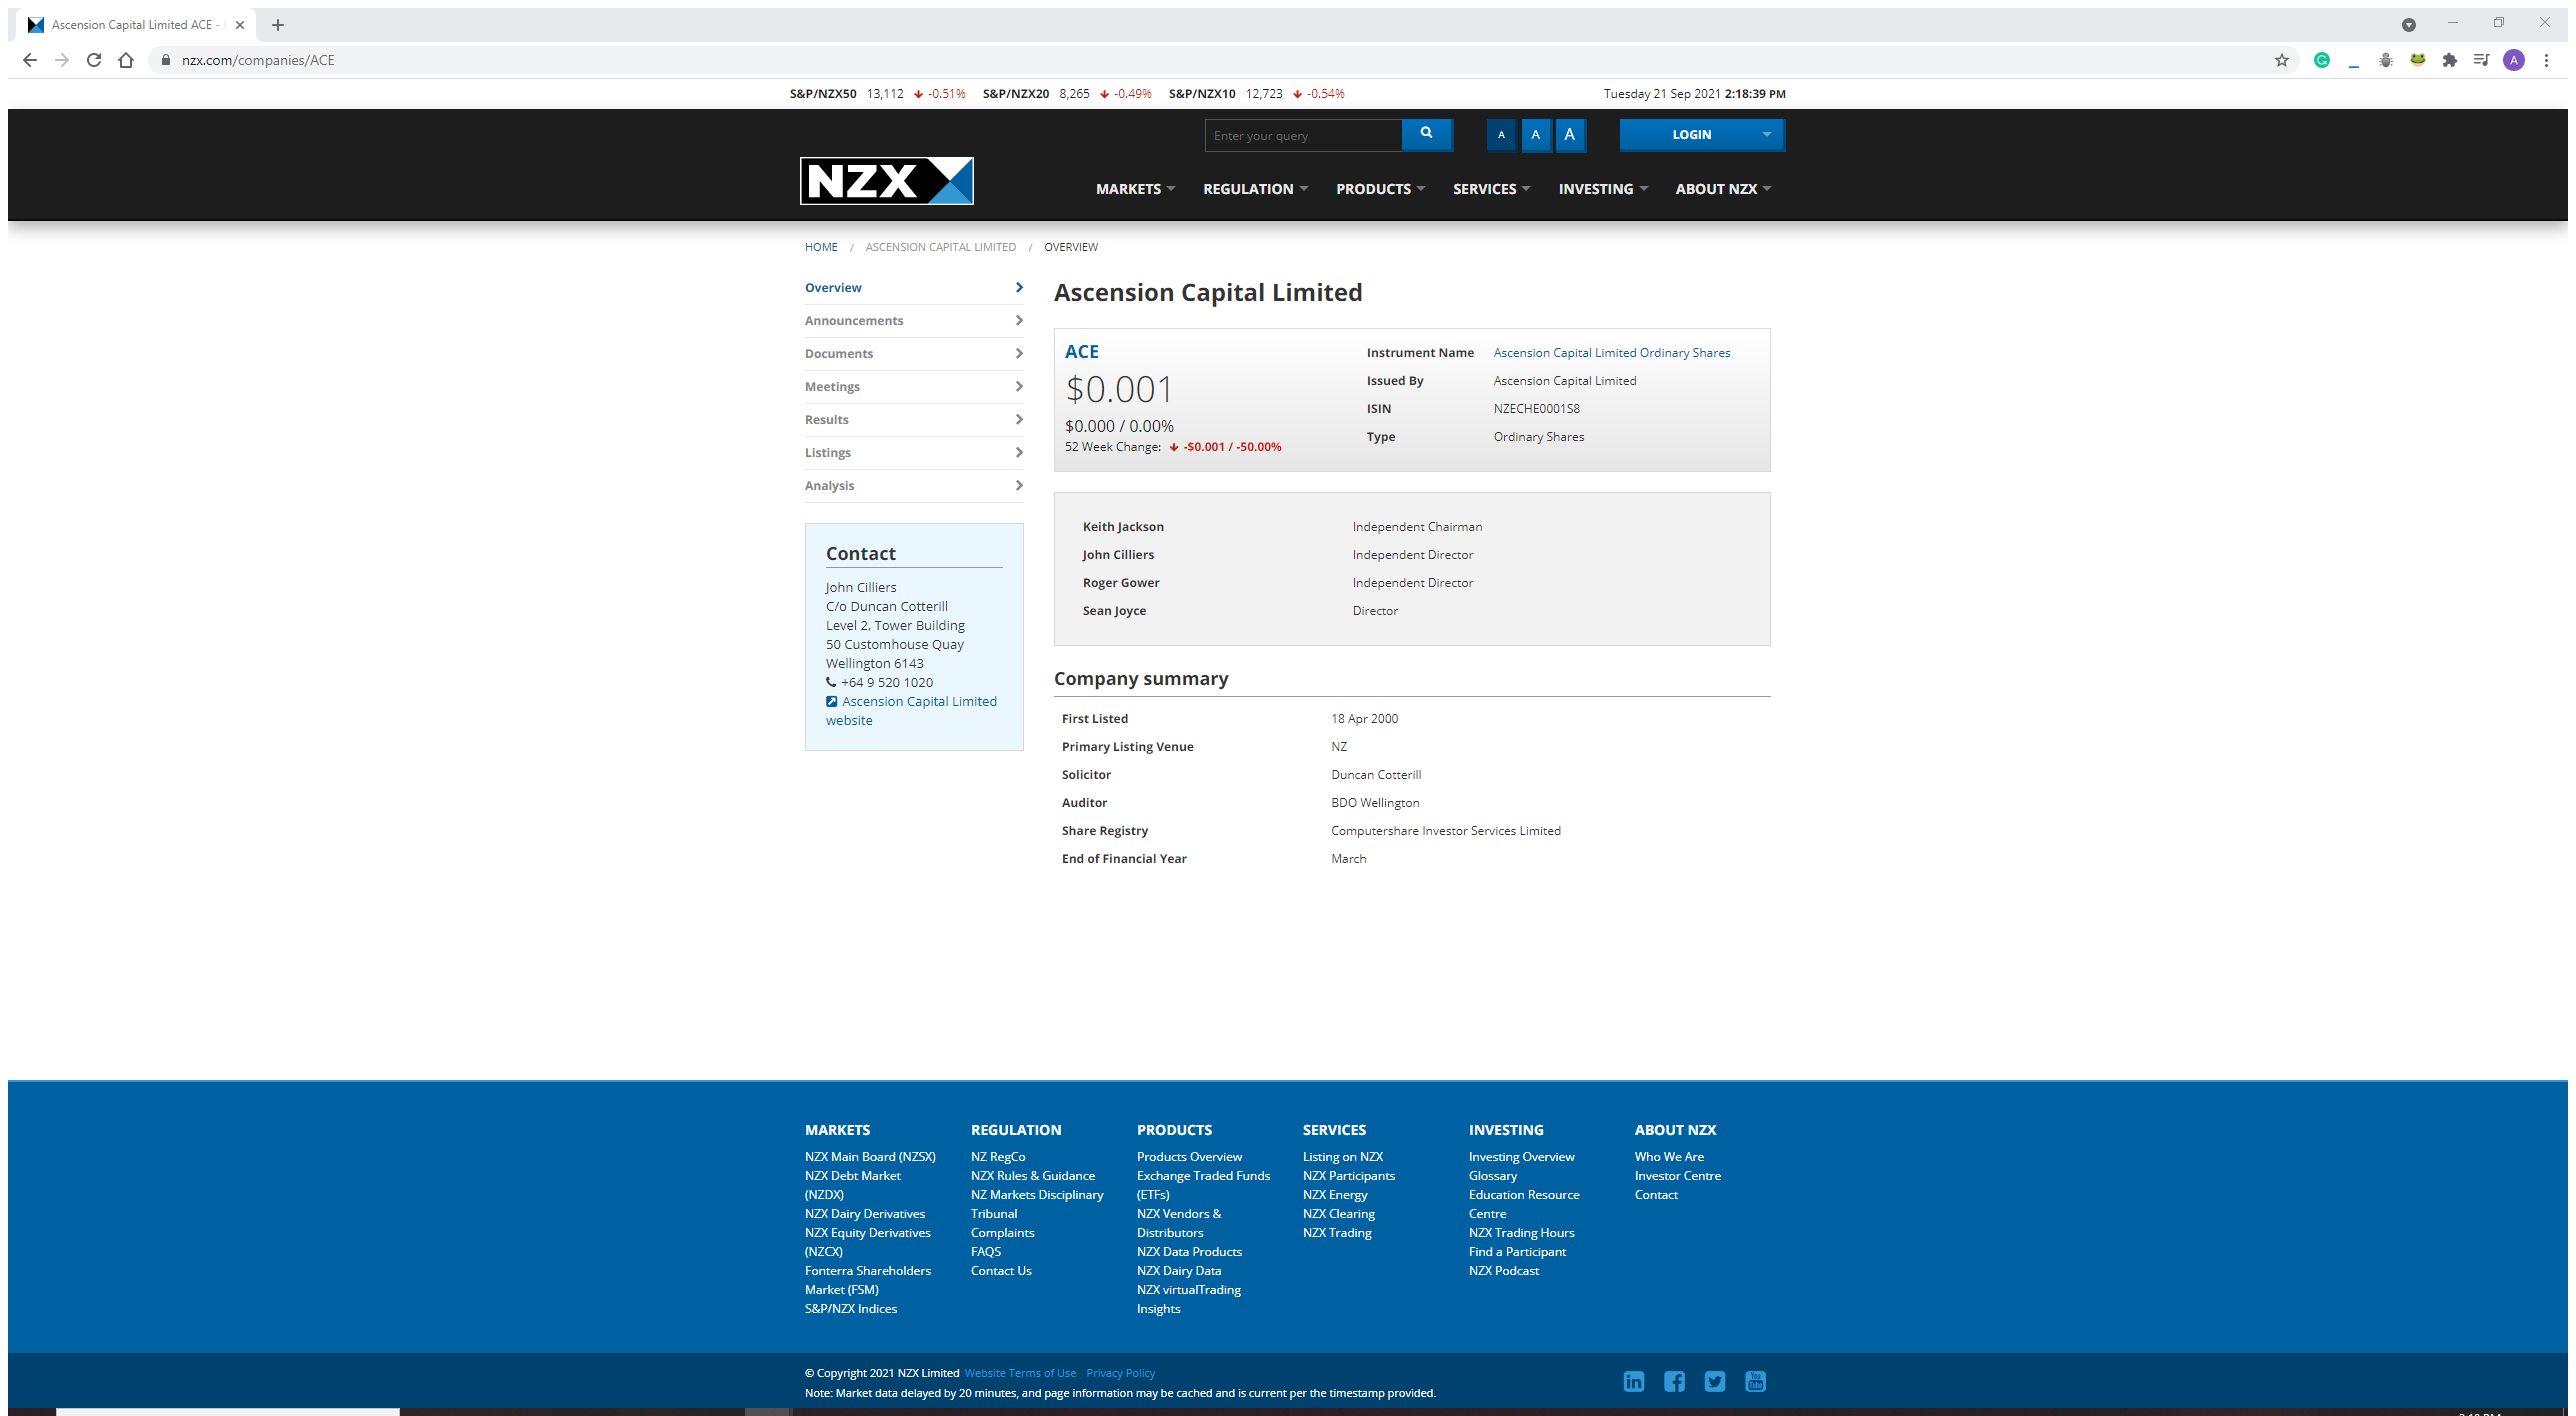 Ascension Capital Limited ACE -
nzx.com/companies/ACE
A
S&P/NZX50 13,112 -0.51% S&P/NZX20 8,265 -0.49% S&P/NZX10 12,723 -0.54% Tuesday 21 Sep 2021 2:18:39 PM
Enter your query A A A LOGIN
NZX
MARKETS REGULATION PRODUCTS SERVICES INVESTING ABOUT NZX
HOME / ASCENSION CAPITAL LIMITED / OVERVIEW
Overview
Announcements
Documents
Meetings
Results
Listings
Analysis
Contact
John Cilliers
C/o Duncan Cotterill
Level 2, Tower Building
50 Customhouse Quay
Wellington 6143
+64 9 520 1020
Ascension Capital Limited
website
Ascension Capital Limited
ACE
$0.001
$0.000 / 0.00%
52 Week Change: -$0.001 / -50.00%
Instrument Name Ascension Capital Limited Ordinary Shares
Issued By Ascension Capital Limited
ISIN NZECHE0001S8
Type Ordinary Shares
Keith Jackson Independent Chairman
John Cilliers Independent Director
Roger Gower Independent Director
Sean Joyce Director
Company summary
First Listed 18 Apr 2000
Primary Listing Venue NZ
Solicitor Duncan Cotterill
Auditor BDO Wellington
Share Registry Computershare Investor Services Limited
End of Financial Year March
MARKETS
NZX Main Board (NZSX)
NZX Debt Market
(NZDX)
NZX Dairy Derivatives
NZX Equity Derivatives
(NZCX)
Fonterra Shareholders
Market (FSM)
S&P/NZX Indices
REGULATION
NZ RegCo
NZX Rules & Guidance
NZ Markets Disciplinary
Tribunal
Complaints
FAQS
Contact Us
PRODUCTS
Products Overview
Exchange Traded Funds
(ETFs)
NZX Vendors &
Distributors
NZX Data Products
NZX Dairy Data
NZX virtualTrading
Insights
SERVICES
Listing on NZX
NZX Participants
NZX Energy
NZX Clearing
NZX Trading
INVESTING
Investing Overview
Glossary
Education Resource
Centre
NZX Trading Hours
Find a Participant
NZX Podcast
ABOUT NZX
Who We Are
Investor Centre
Contact
© Copyright 2021 NZX Limited Website Terms of Use Privacy Policy
Note: Market data delayed by 20 minutes, and page information may be cached and is current per the timestamp provided.